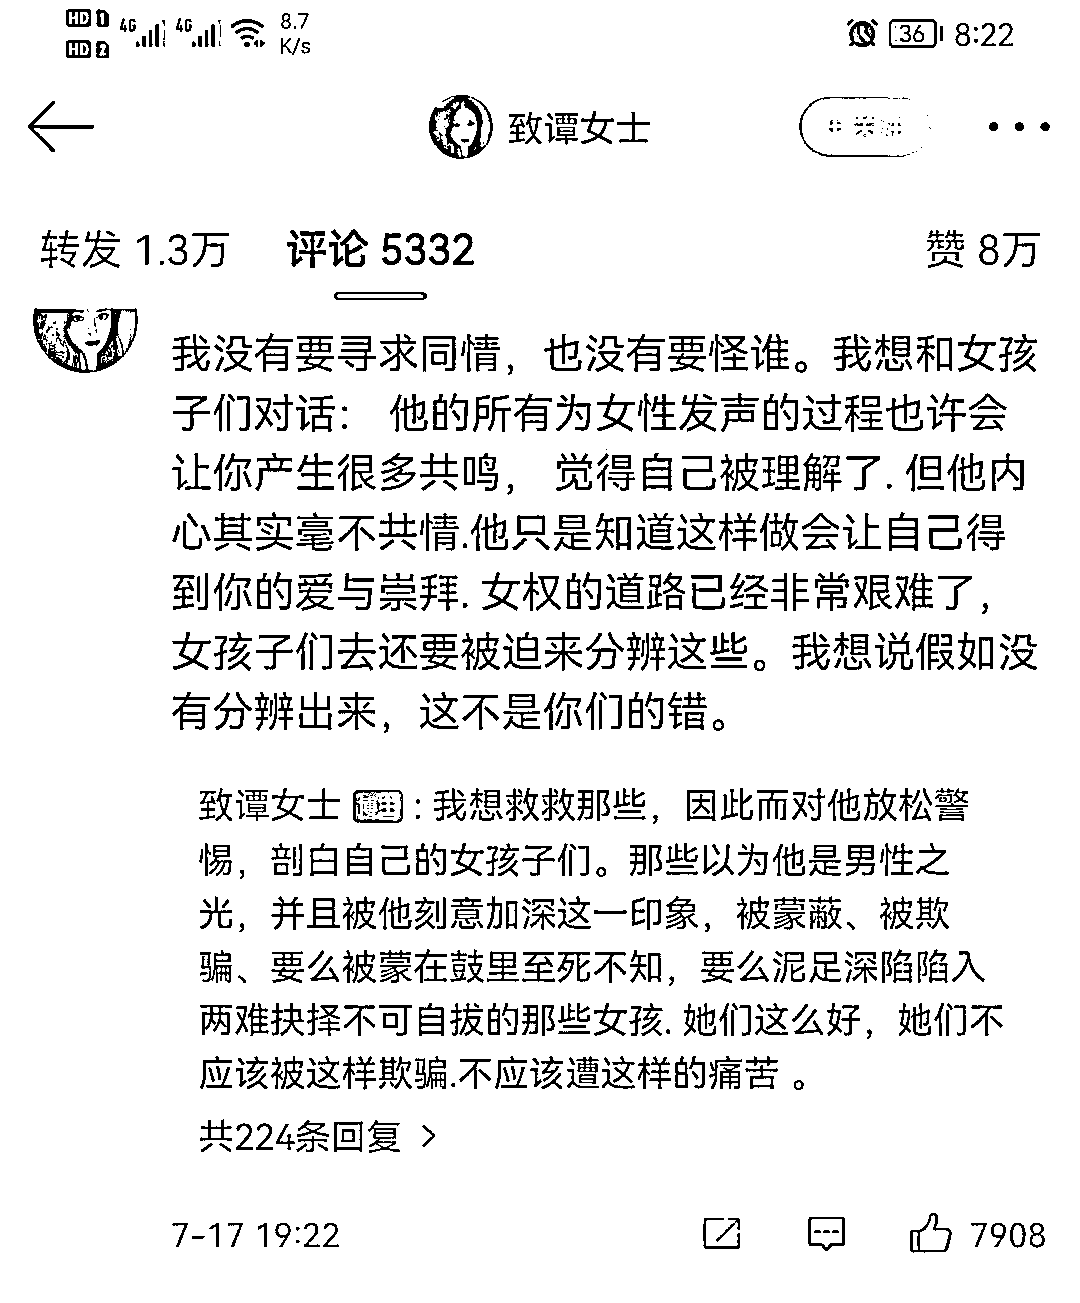 HD 1 4G 4G 8.7 36 8:22
HD 2 K/s
致谭女士
转发 1.3万 评论 5332 赞 8万
我没有要寻求同情，也没有要怪谁。我想和女孩
子们对话： 他的所有为女性发声的过程也许会
让你产生很多共鸣， 觉得自己被理解了. 但他内
心其实毫不共情.他只是知道这样做会让自己得
到你的爱与崇拜. 女权的道路已经非常艰难了，
女孩子们去还要被迫来分辨这些。我想说假如没
有分辨出来，这不是你们的错。
致谭女士 : 我想救救那些，因此而对他放松警
惕，剖白自己的女孩子们。那些以为他是男性之
光，并且被他刻意加深这一印象，被蒙蔽、被欺
骗、要么被蒙在鼓里至死不知，要么泥足深陷陷入
两难抉择不可自拔的那些女孩. 她们这么好，她们不
应该被这样欺骗.不应该遭这样的痛苦 。
共224条回复 >
7-17 19:22 7908